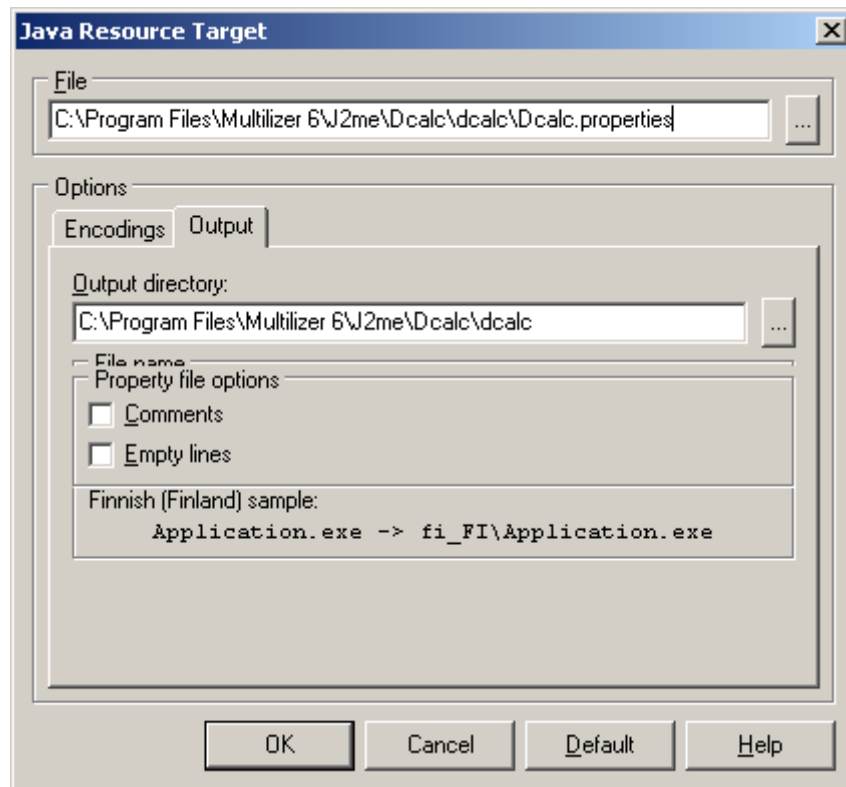 Java Resource Target
File
C:\Program Files\Multilizer 6\J2me\Dcalc\dcalc\Dcalc.properties
...
Options
Encodings Output
Output directory:
C:\Program Files\Multilizer 6\J2me\Dcalc\dcalc
...
File name
Property file options
Comments
Empty lines
Finnish (Finland) sample:
Application.exe -> fi_FI\Application.exe
OK Cancel Default Help